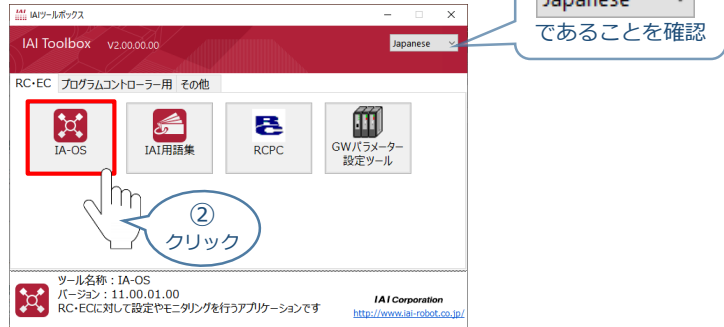 IAIツールボックス
IAI Toolbox V2.00.00.00
Japanese
Japanese
であることを確認
RC・EC プログラムコントローラー用 その他
IA-OS
IAI用語集
RCPC
GWパラメーター
設定ツール
②
クリック
ツール名称：IA-OS
バージョン：11.00.01.00
RC・ECに対して設定やモニタリングを行うアプリケーションです
IAI Corporation
http://www.iai-robot.co.jp/